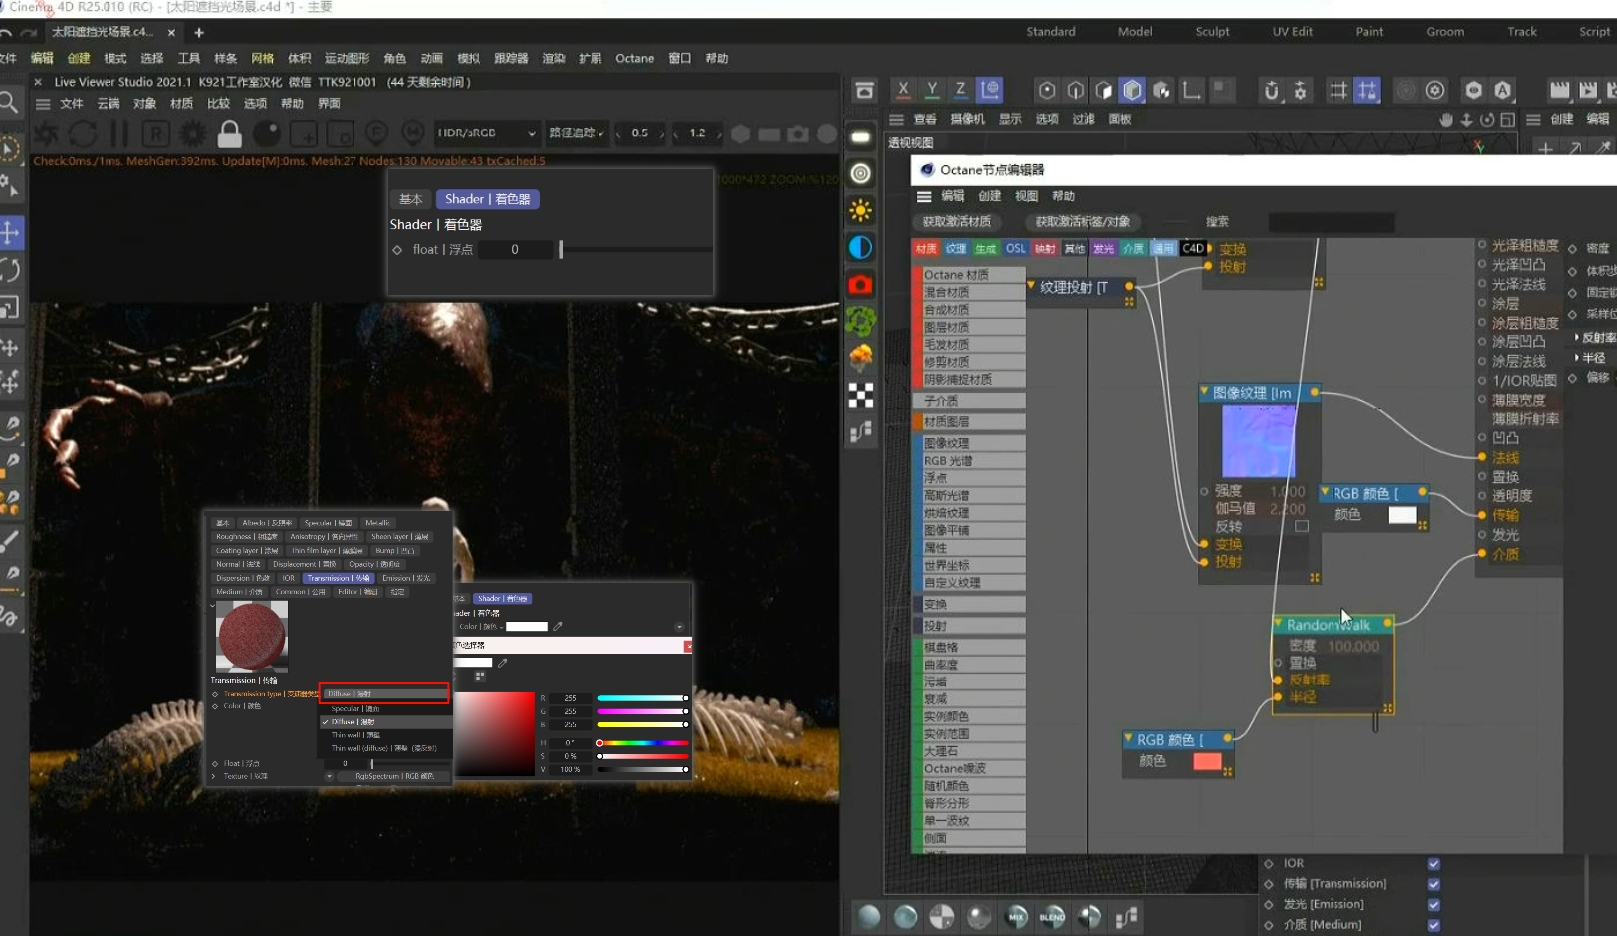 Cinema 4D R25.010 (RC) - [太阳遮挡光场景.c4d *] - 主要
太阳遮挡光场景.c4... × +
Standard Model Sculpt UV Edit Paint Groom Track Script
文件 编辑 创建 模式 选择 工具 样条 网格 体积 运动图形 角色 动画 模拟 跟踪器 渲染 扩展 Octane 窗口 帮助
Live Viewer Studio 2021.1 K921工作室汉化 微信 TTK921001 (44 天剩余时间)
文件 云端 对象 材质 比较 选项 帮助 界面
HDR/sRGB 路径追踪 0.5 1.2
Check:0ms./1ms. MeshGen:392ms. Update[M]:0ms. Mesh:27 Nodes:130 Movable:43 txCached:5
1000*472 ZOOM:%120
基本 Shader | 着色器
Shader | 着色器
float | 浮点 0
基本 Albedo | 反照率 Specular | 镜面 Metallic
Roughness | 粗糙度 Anisotropy | 各向异性 Sheen layer | 薄层
Coating layer | 涂层 Thin film layer | 薄膜层 Bump | 凹凸
Normal | 法线 Displacement | 置换 Opacity | 透明度
Dispersion | 色散 IOR Transmission | 传输 Emission | 发光
Medium | 介质 Common | 公用 Editor | 编辑 指定
Transmission | 传输
Transmission type | Diffuse | 漫射
Color | 颜色
Specular | 镜面
Diffuse | 漫射
Thin wall | 薄壁
Thin wall (diffuse) | 薄壁（漫反射）
Float | 浮点 0
Texture | 纹理 RgbSpectrum | RGB 颜色
基本 Shader | 着色器
Shader | 着色器
Color | 颜色
颜色选择器
R 255
G 255
B 255
H 0°
S 0 %
V 100 %
X Y Z
查看 摄像机 显示 选项 过滤 面板
创建 编辑
透视视图
Octane节点编辑器
编辑 创建 视图 帮助
获取激活材质 获取激活标签/对象 搜索
材质 纹理 生成 OSL 映射 其他 发光 介质 通用 C4D
Octane 材质
混合材质
合成材质
图层材质
毛发材质
修剪材质
阴影捕捉材质
子介质
材质图层
图像纹理
RGB 光谱
浮点
高斯光谱
烘焙纹理
图像平铺
属性
世界坐标
自定义纹理
变换
投射
棋盘格
曲率度
污垢
衰减
实例颜色
实例范围
大理石
Octane噪波
随机颜色
脊形分形
单一波纹
侧面
变换
投射
纹理投射 [T
图像纹理 [Im
强度 1.000
伽马值 2.200
反转
变换
投射
RGB 颜色 [
颜色
RandomWalk
密度 100.000
置换
反射率
半径
RGB 颜色 [
颜色
光泽粗糙度
光泽凹凸
光泽法线
涂层
涂层粗糙度
涂层凹凸
涂层法线
1/IOR贴图
薄膜宽度
薄膜折射率
凹凸
法线
置换
透明度
传输
发光
介质
密度
体积步
固定
采样位
反射率
半径
偏移
IOR
传输 [Transmission]
发光 [Emission]
介质 [Medium]
MIX BLEND